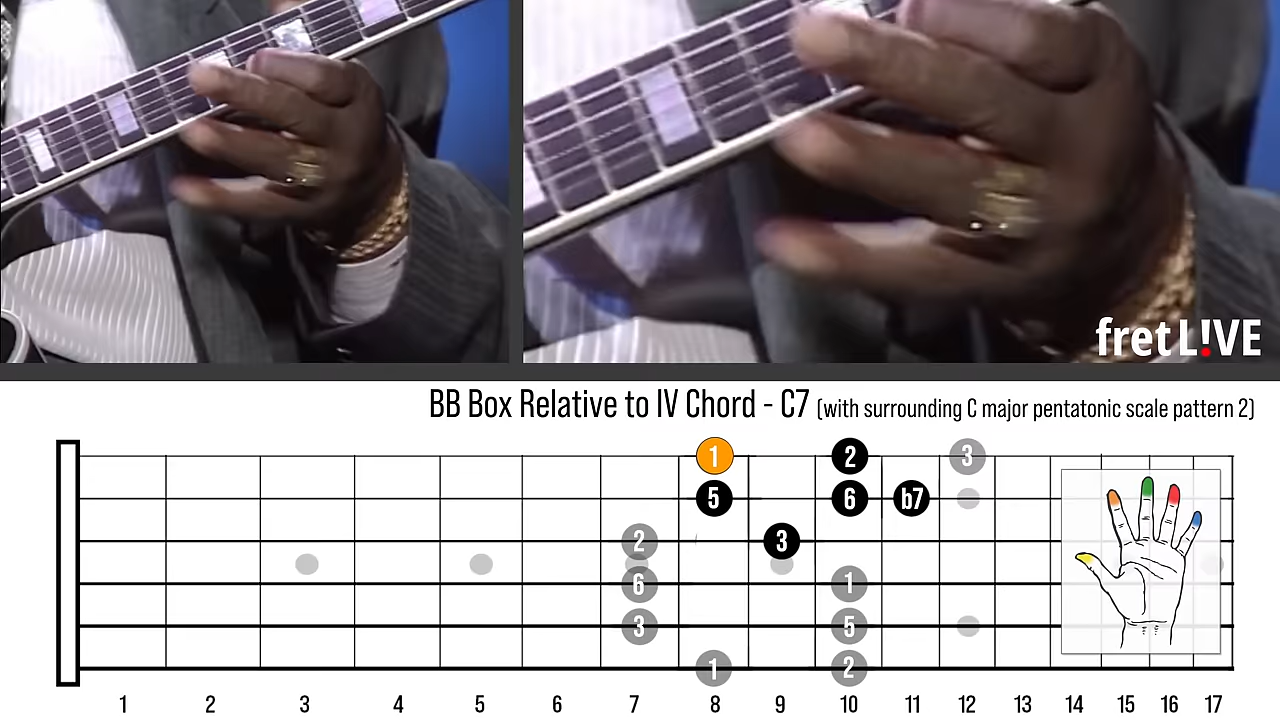 fret L!VE
BB Box Relative to IV Chord - C7 (with surrounding C major pentatonic scale pattern 2)
1 2 3
5 6 b7
2 3
6 1
3 5
1 2
1 2 3 4 5 6 7 8 9 10 11 12 13 14 15 16 17